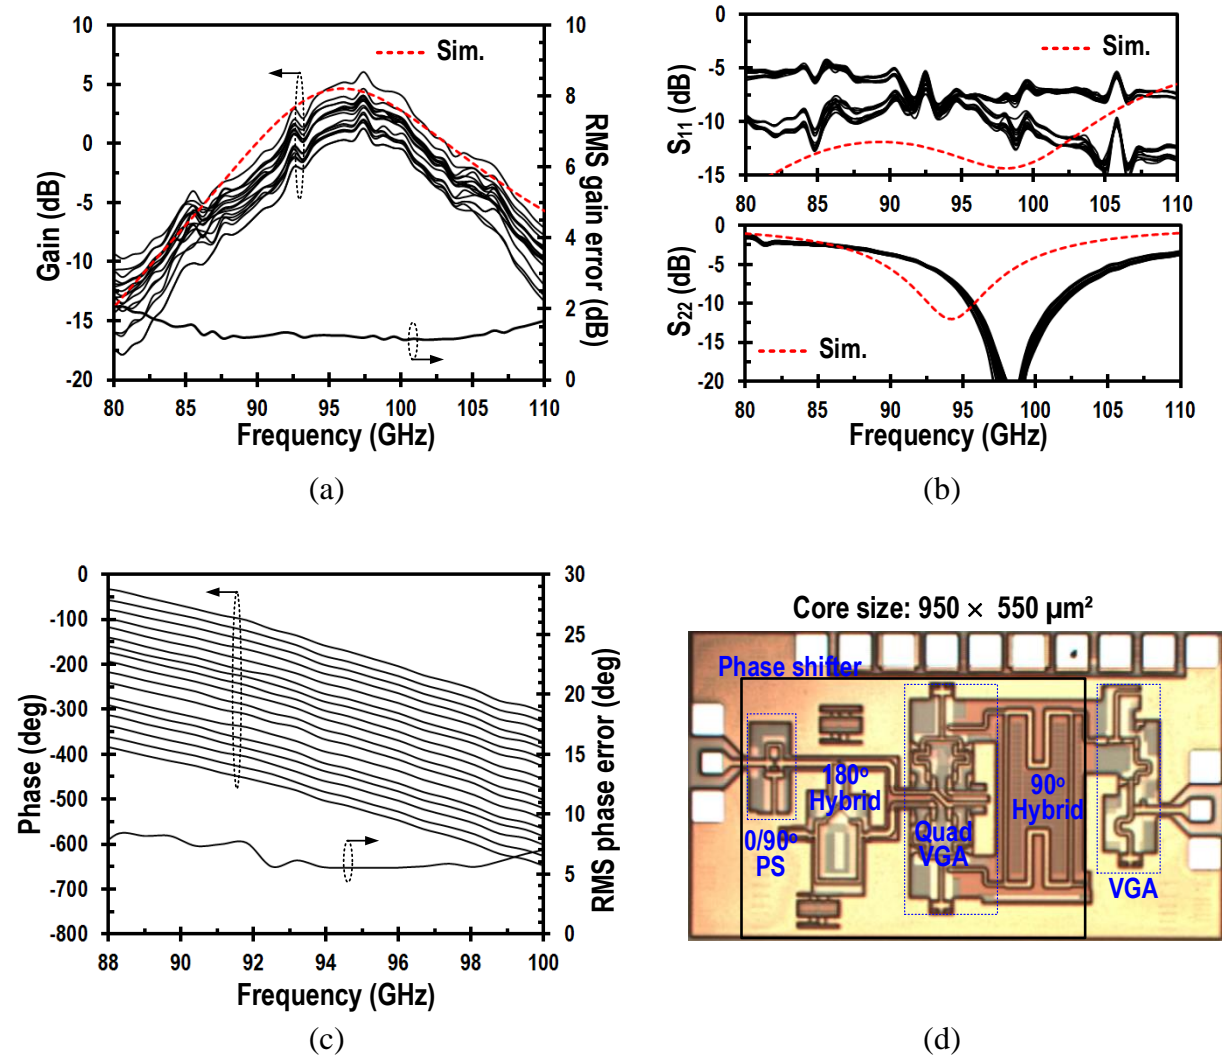 10
5
0
-5
-10
-15
-20
Gain (dB)
Sim.
10
8
6
4
2
0
RMS gain error (dB)
80
85
90
95
100
105
110
Frequency (GHz)
(a)
0
-5
-10
-15
S11 (dB)
Sim.
80
85
90
95
100
105
110
0
-5
-10
-15
-20
S22 (dB)
Sim.
80
85
90
95
100
105
110
Frequency (GHz)
(b)
0
-100
-200
-300
-400
-500
-600
-700
-800
Phase (deg)
30
25
20
15
10
5
0
RMS phase error (deg)
88
90
92
94
96
98
100
Frequency (GHz)
(c)
Core size: 950 × 550 µm²
Phase shifter
180o
Hybrid
0/90o
PS
Quad
VGA
90o
Hybrid
VGA
(d)